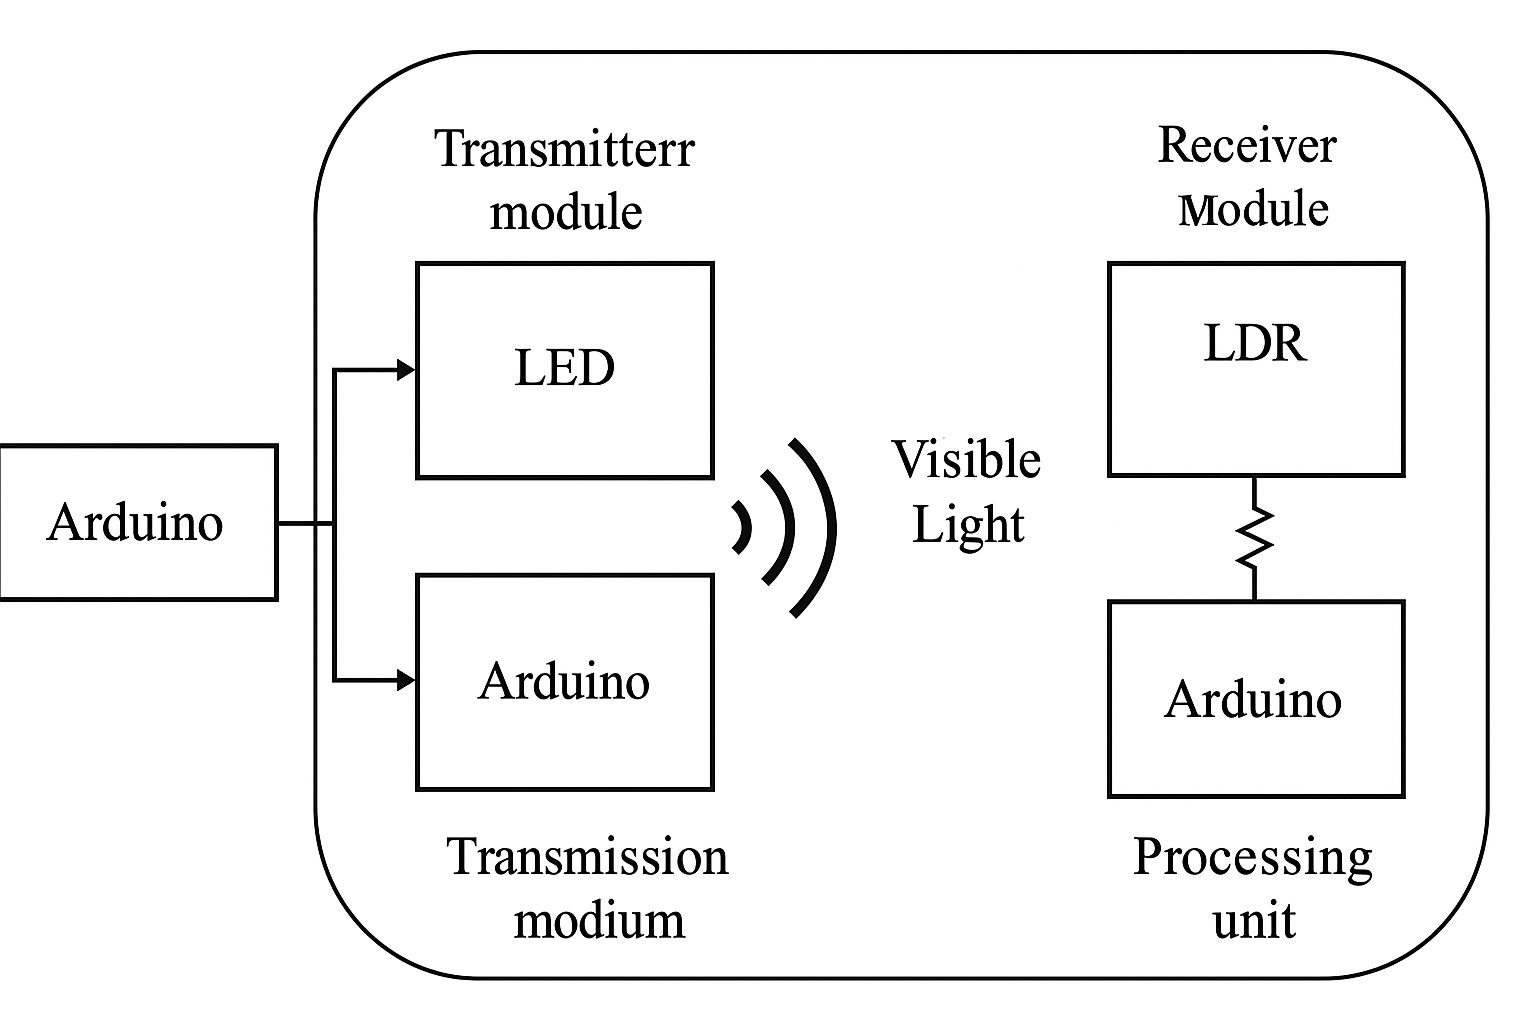 Transmitterr
module
Receiver
Module
LED
LDR
Visible
Light
Arduino
Arduino
Arduino
Transmission
modium
Processing
unit